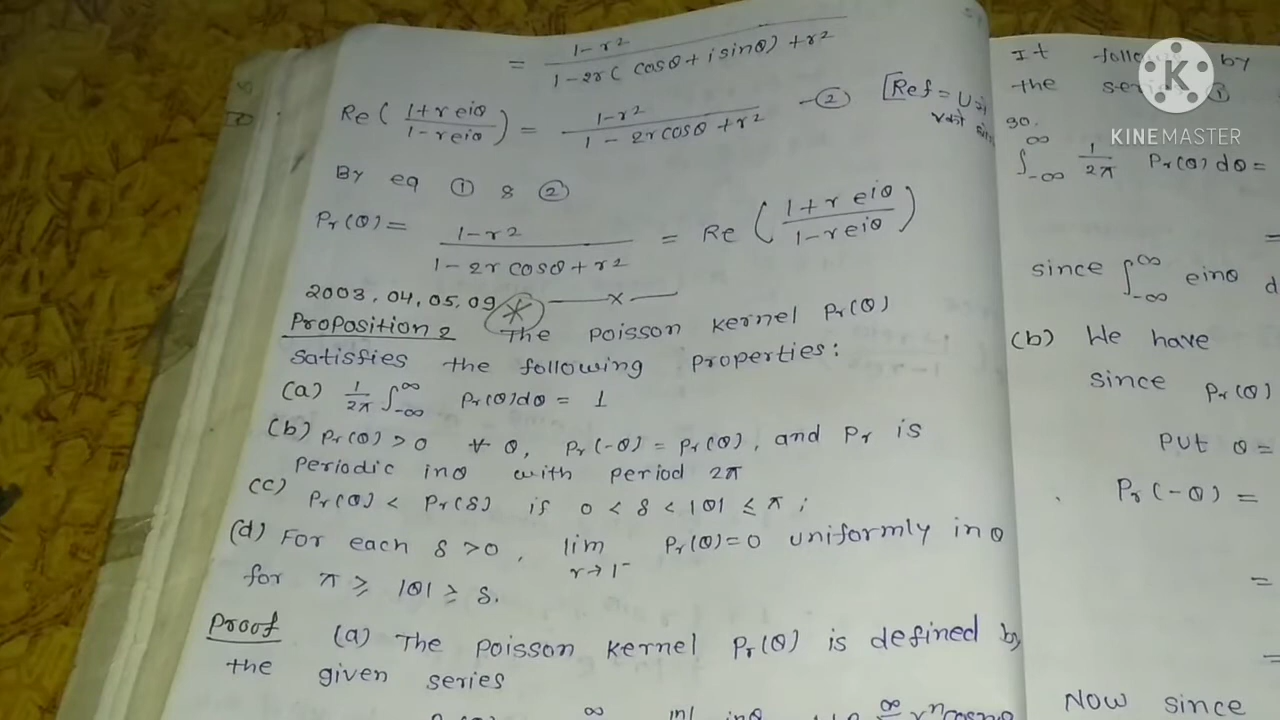 = 1-r² / 1-2r( cosθ+isinθ) +r²
Re( 1+reiθ / 1-reiθ ) = 1-r² / 1-2rcosθ+r² -② [Ref = U
By eq ① & ②
Pr(θ) = 1-r² / 1-2rcosθ+r² = Re ( 1+r eiθ / 1-reiθ )
2003, 04, 05, 09 * —x—
Proposition 2 The Poisson kernel Pr(θ)
satisfies the following properties:
(a) 1/2π ∫-∞^∞ Pr(θ)dθ = 1
(b) Pr(θ) > 0 ∀ θ, Pr(-θ) = Pr(θ), and Pr is
periodic inθ with period 2π
(c) Pr(θ) < Pr(δ) if 0 < δ < |θ| ≤ π ;
(d) For each δ >0, lim r→1⁻ Pr(θ)=0 uniformly in θ
for π ≥ |θ| ≥ δ.
Proof (a) The Poisson kernel Pr(θ) is defined by
the given series
It by
the ①
so.
∫-∞^∞ 1/2π Pr(θ)dθ =
=
since ∫-∞^∞ einθ d
(b) We have
since Pr(θ)
Put θ =
Pr(-θ) =
=
=
Now since
K
KINEMASTER